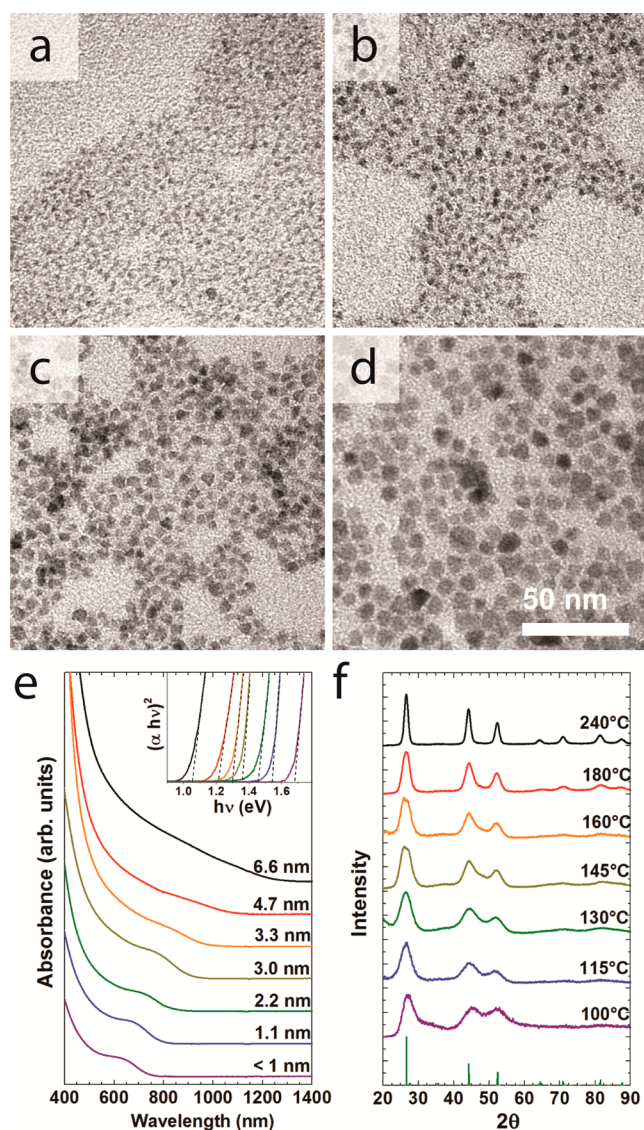 a
b
c
d
50 nm
e
(α hν)²
1.0 1.2 1.4 1.6
hν (eV)
Absorbance (arb. units)
6.6 nm
4.7 nm
3.3 nm
3.0 nm
2.2 nm
1.1 nm
< 1 nm
400 600 800 1000 1200 1400
Wavelength (nm)
f
Intensity
240°C
180°C
160°C
145°C
130°C
115°C
100°C
20 30 40 50 60 70 80 90
2θ